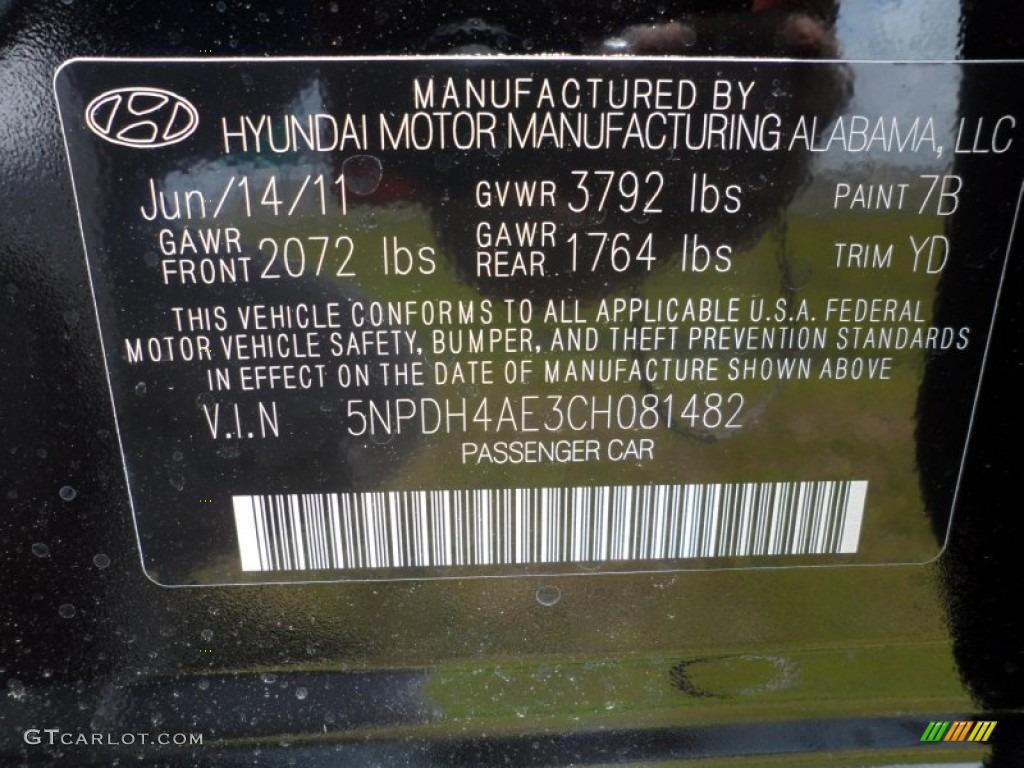 MANUFACTURED BY
HYUNDAI MOTOR MANUFACTURING ALABAMA, LLC
Jun/14/11 GVWR 3792 lbs PAINT 7B
GAWR FRONT 2072 lbs GAWR REAR 1764 lbs TRIM YD
THIS VEHICLE CONFORMS TO ALL APPLICABLE U.S.A. FEDERAL
MOTOR VEHICLE SAFETY, BUMPER, AND THEFT PREVENTION STANDARDS
IN EFFECT ON THE DATE OF MANUFACTURE SHOWN ABOVE
V.I.N 5NPDH4AE3CH081482
PASSENGER CAR
GTCARLOT.COM